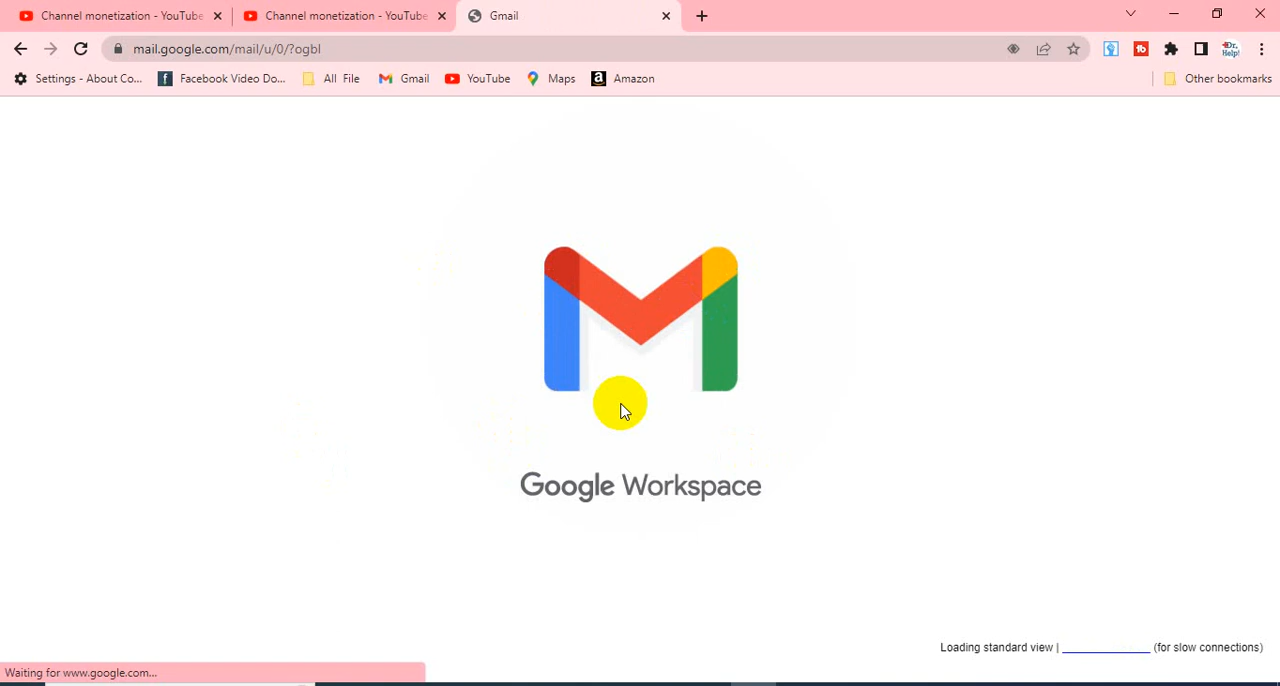 Channel monetization - YouTube
Channel monetization - YouTube
Gmail
mail.google.com/mail/u/0/?ogbl
Dr. Help!
Settings - About Co...
Facebook Video Do...
All File
Gmail
YouTube
Maps
Amazon
Other bookmarks
Google Workspace
Loading standard view | (for slow connections)
Waiting for www.google.com...